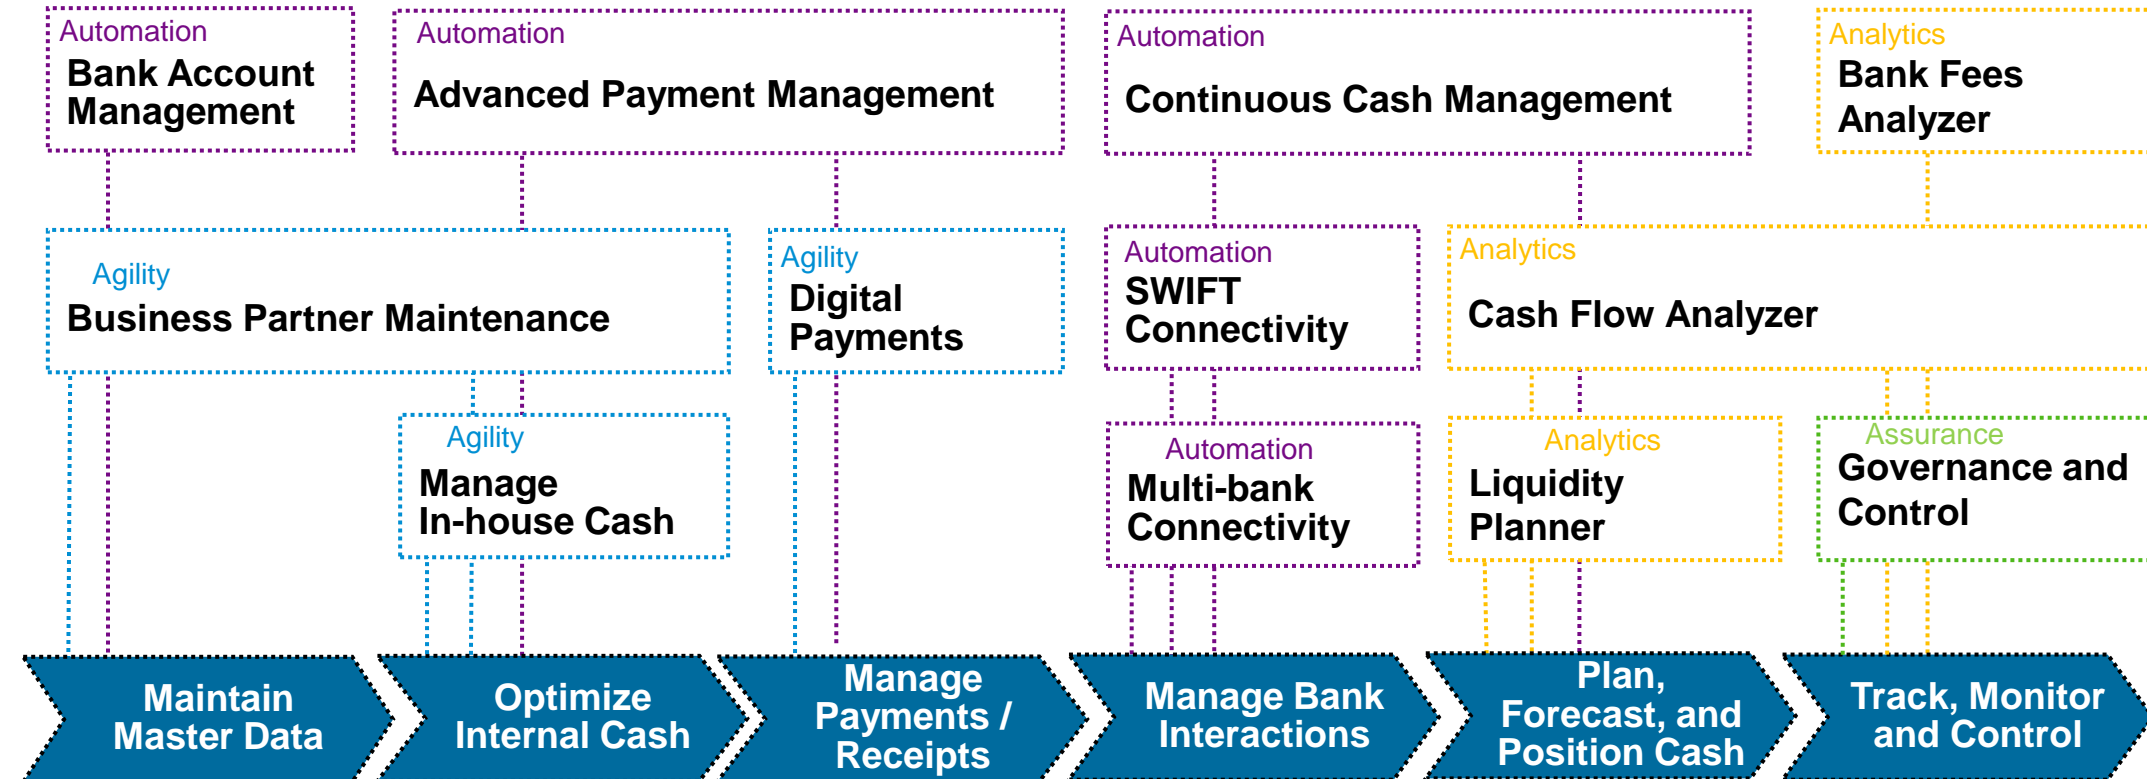 Automation
Bank Account
Management
Automation
Advanced Payment Management
Automation
Continuous Cash Management
Analytics
Bank Fees
Analyzer
Agility
Business Partner Maintenance
Agility
Digital
Payments
Automation
SWIFT
Connectivity
Analytics
Cash Flow Analyzer
Agility
Manage
In-house Cash
Automation
Multi-bank
Connectivity
Analytics
Liquidity
Planner
Assurance
Governance and
Control
Maintain
Master Data
Optimize
Internal Cash
Manage
Payments /
Receipts
Manage Bank
Interactions
Plan,
Forecast, and
Position Cash
Track, Monitor
and Control